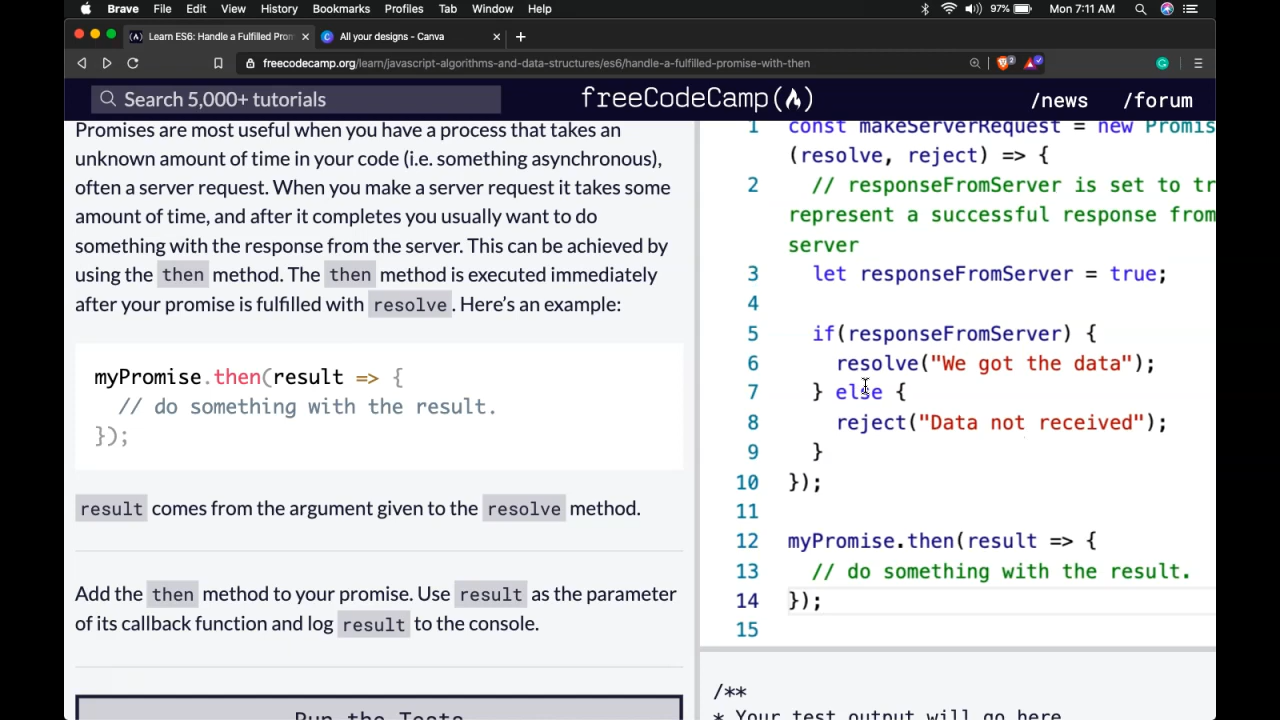 Brave File Edit View History Bookmarks Profiles Tab Window Help 97% Mon 7:11 AM
Learn ES6: Handle a Fulfilled Pron × All your designs - Canva × +
freecodecamp.org/learn/javascript-algorithms-and-data-structures/es6/handle-a-fulfilled-promise-with-then
Search 5,000+ tutorials freeCodeCamp /news /forum
Promises are most useful when you have a process that takes an
unknown amount of time in your code (i.e. something asynchronous),
often a server request. When you make a server request it takes some
amount of time, and after it completes you usually want to do
something with the response from the server. This can be achieved by
using the then method. The then method is executed immediately
after your promise is fulfilled with resolve. Here's an example:
myPromise.then(result => {
// do something with the result.
});
result comes from the argument given to the resolve method.
Add the then method to your promise. Use result as the parameter
of its callback function and log result to the console.
Run the Tests
1 const makeServerRequest = new Promis
(resolve, reject) => {
2 // responseFromServer is set to tr
represent a successful response from
server
3 let responseFromServer = true;
4
5 if(responseFromServer) {
6 resolve("We got the data");
7 } else {
8 reject("Data not received");
9 }
10 });
11
12 myPromise.then(result => {
13 // do something with the result.
14 });
15
/**
* Your test output will go here